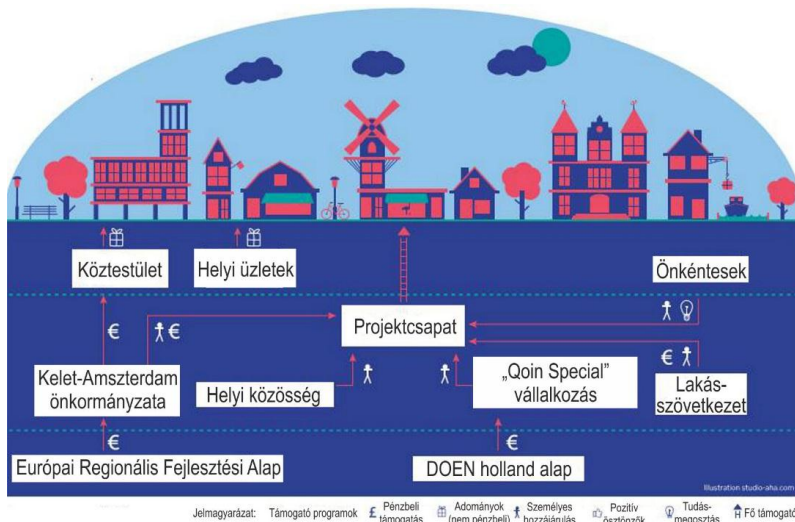 Köztestület
Helyi üzletek
Önkéntesek
Projektcsapat
€
€
Kelet-Amszterdam
önkormányzata
Helyi közösség
„Qoin Special”
vállalkozás
€
Lakás-
szövetkezet
€
€
Európai Regionális Fejlesztési Alap
DOEN holland alap
Illustration studio-aha.com
Jelmagyarázat: Támogató programok £ Pénzbeli támogatás Adományok (nem pénzbeli) Személyes hozzájárulás Pozitív ösztönzők Tudás-megosztás Fő támogató